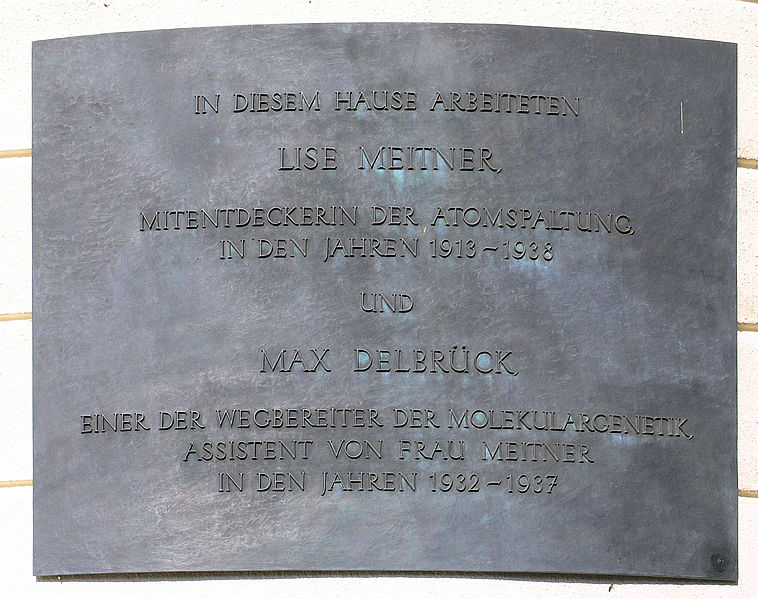 IN DIESEM HAUSE ARBEITETEN
LISE MEITNER,
MITENTDECKERIN DER ATOMSPALTUNG,
IN DEN JAHREN 1913–1938
UND
MAX DELBRÜCK,
EINER DER WEGBEREITER DER MOLEKULARGENETIK,
ASSISTENT VON FRAU MEITNER
IN DEN JAHREN 1932–1937